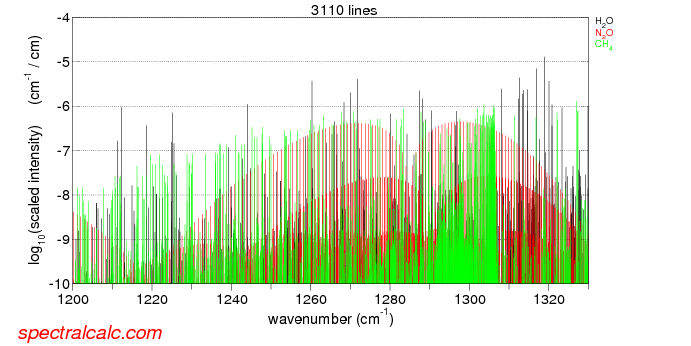 3110 lines
H₂O
N₂O
CH₄
log₁₀(scaled intensity) (cm⁻¹ / cm)
-4
-5
-6
-7
-8
-9
-10
1200 1220 1240 1260 1280 1300 1320
wavenumber (cm⁻¹)
spectralcalc.com